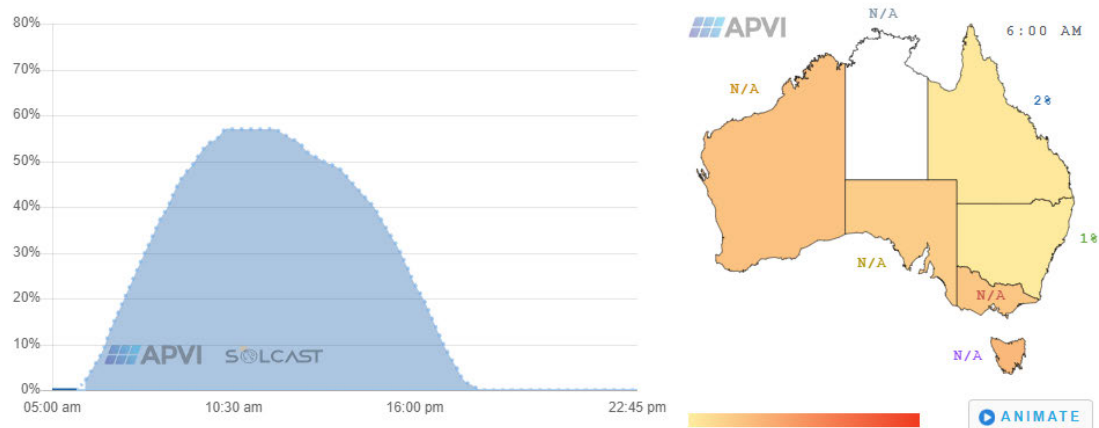 80%
70%
60%
50%
40%
30%
20%
10%
0%
APVI SOLCAST
05:00 am 10:30 am 16:00 pm 22:45 pm
APVI
N/A
6:00 AM
N/A
2%
1%
N/A
N/A
N/A
ANIMATE